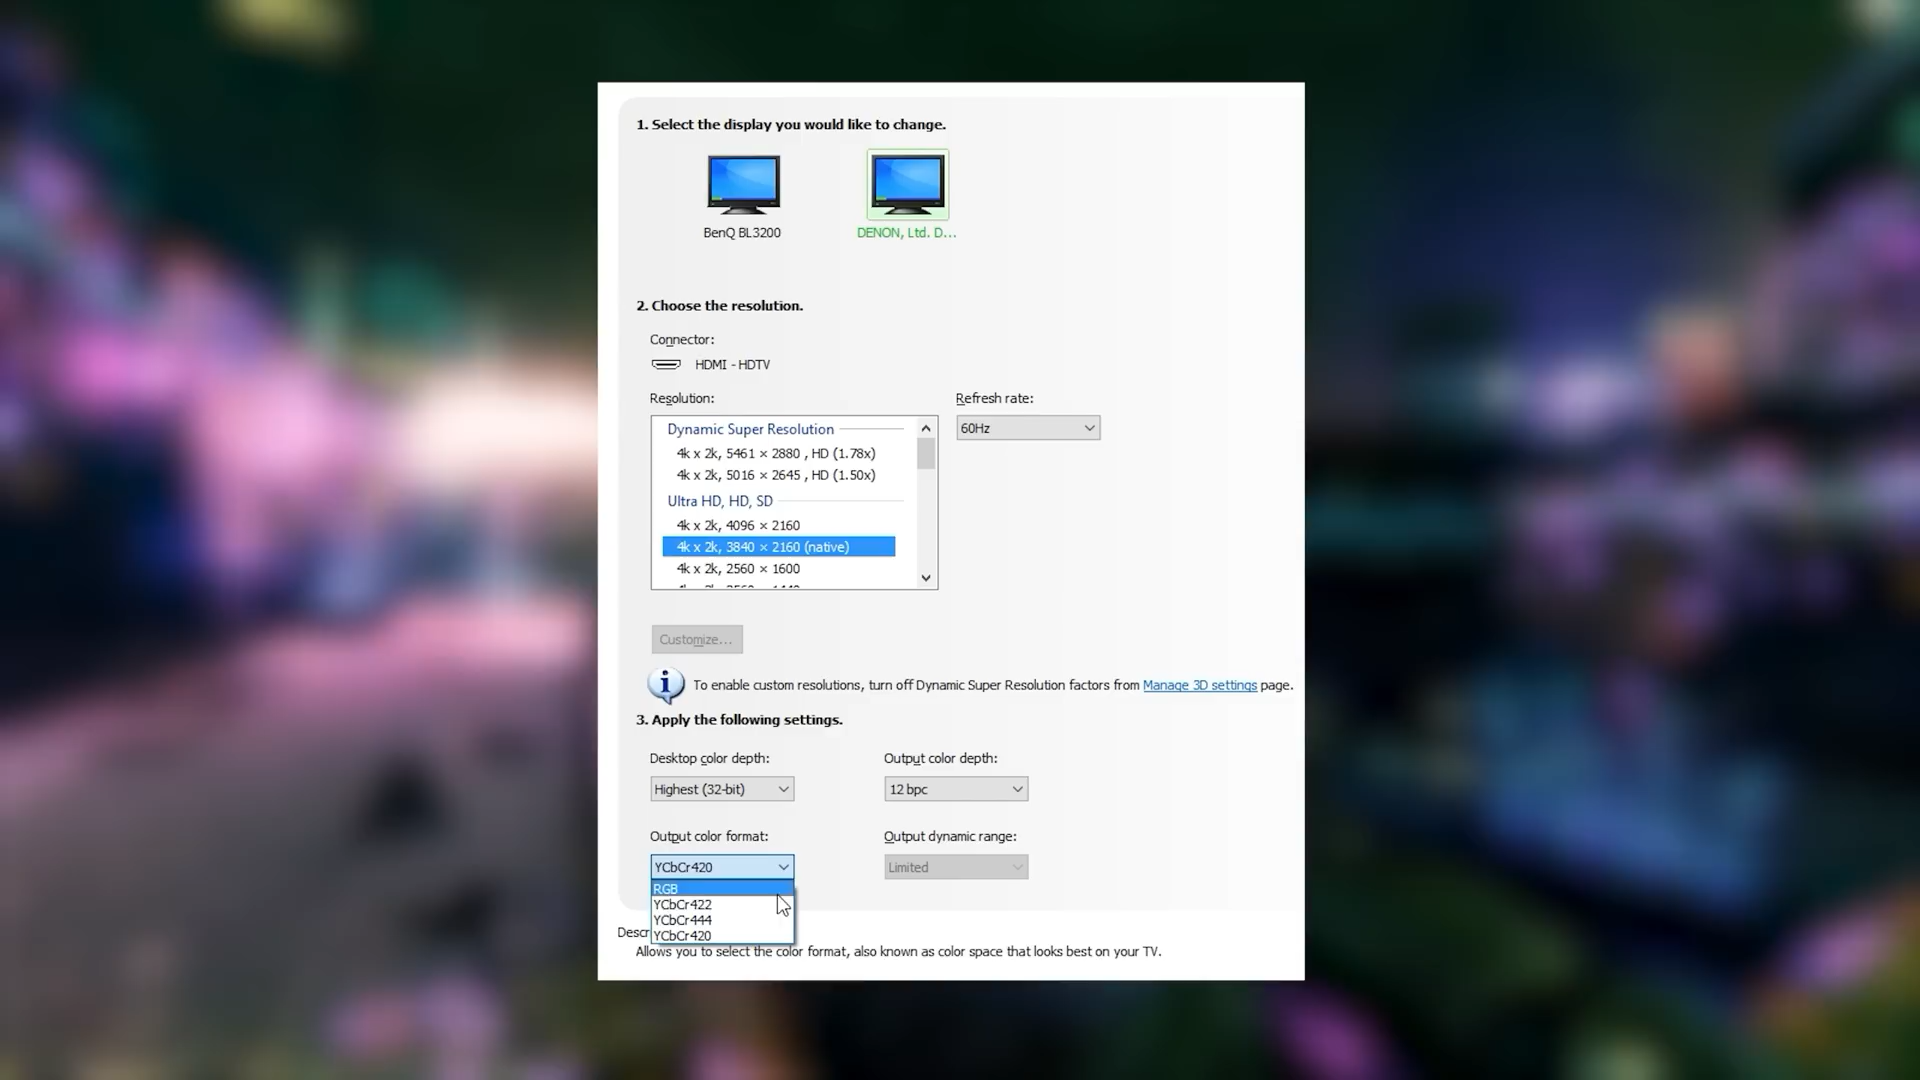 1. Select the display you would like to change.
BenQ BL3200
DENON, Ltd. D...
2. Choose the resolution.
Connector:
HDMI - HDTV
Resolution:
Refresh rate:
Dynamic Super Resolution
60Hz
4k x 2k, 5461 × 2880 , HD (1.78x)
4k x 2k, 5016 × 2645 , HD (1.50x)
Ultra HD, HD, SD
4k x 2k, 4096 × 2160
4k x 2k, 3840 × 2160 (native)
4k x 2k, 2560 × 1600
Customize...
To enable custom resolutions, turn off Dynamic Super Resolution factors from Manage 3D settings page.
3. Apply the following settings.
Desktop color depth:
Output color depth:
Highest (32-bit)
12 bpc
Output color format:
Output dynamic range:
YCbCr420
Limited
RGB
YCbCr422
YCbCr444
YCbCr420
Descr
Allows you to select the color format, also known as color space that looks best on your TV.